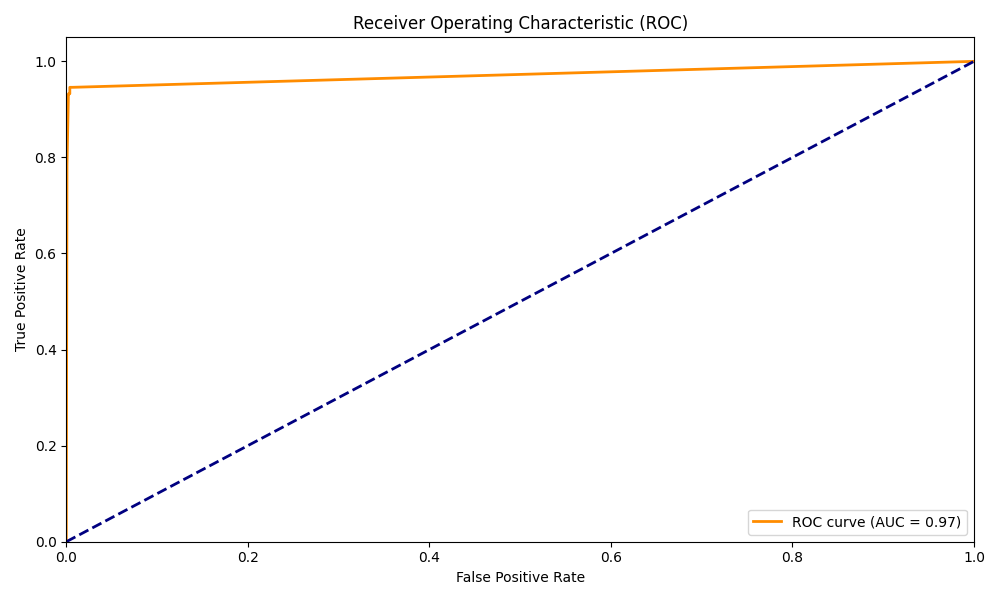 Receiver Operating Characteristic (ROC)
True Positive Rate
1.0
0.8
0.6
0.4
0.2
0.0
0.0 0.2 0.4 0.6 0.8 1.0
False Positive Rate
ROC curve (AUC = 0.97)